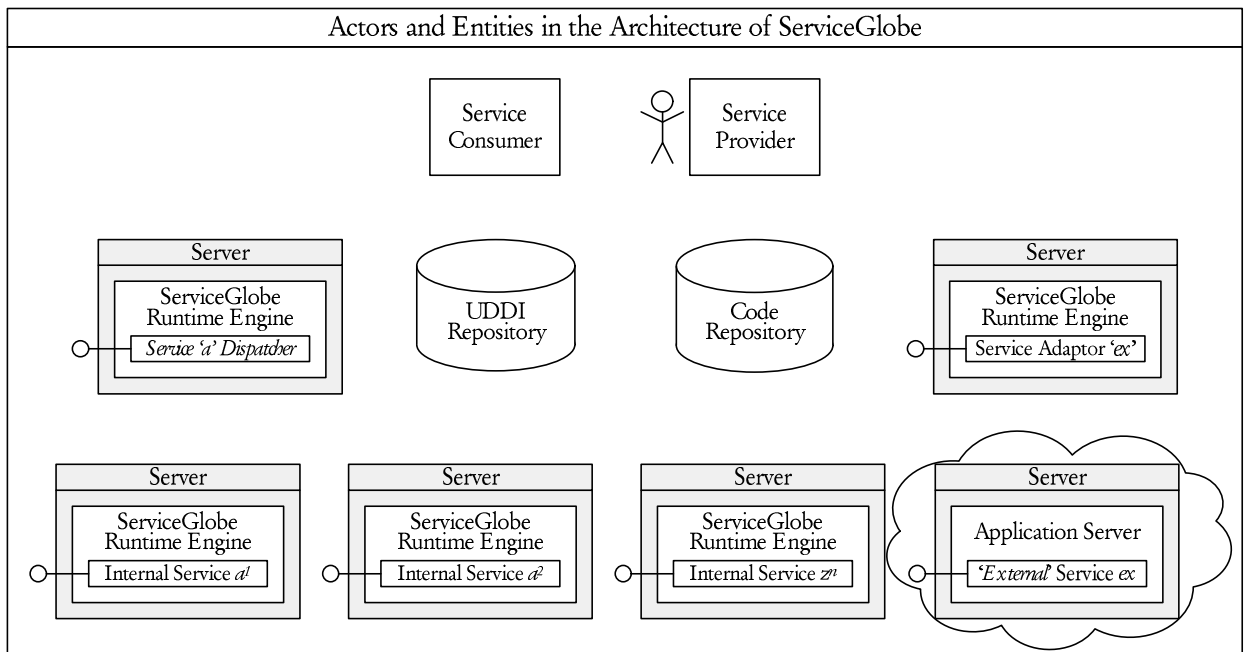 Actors and Entities in the Architecture of ServiceGlobe
Service
Consumer
Service
Provider
Server
ServiceGlobe
Runtime Engine
Service ‘a’ Dispatcher
UDDI
Repository
Code
Repository
Server
ServiceGlobe
Runtime Engine
Service Adaptor ‘ex’
Server
ServiceGlobe
Runtime Engine
Internal Service a¹
Server
ServiceGlobe
Runtime Engine
Internal Service a²
Server
ServiceGlobe
Runtime Engine
Internal Service zⁿ
Server
Application Server
‘External’ Service ex